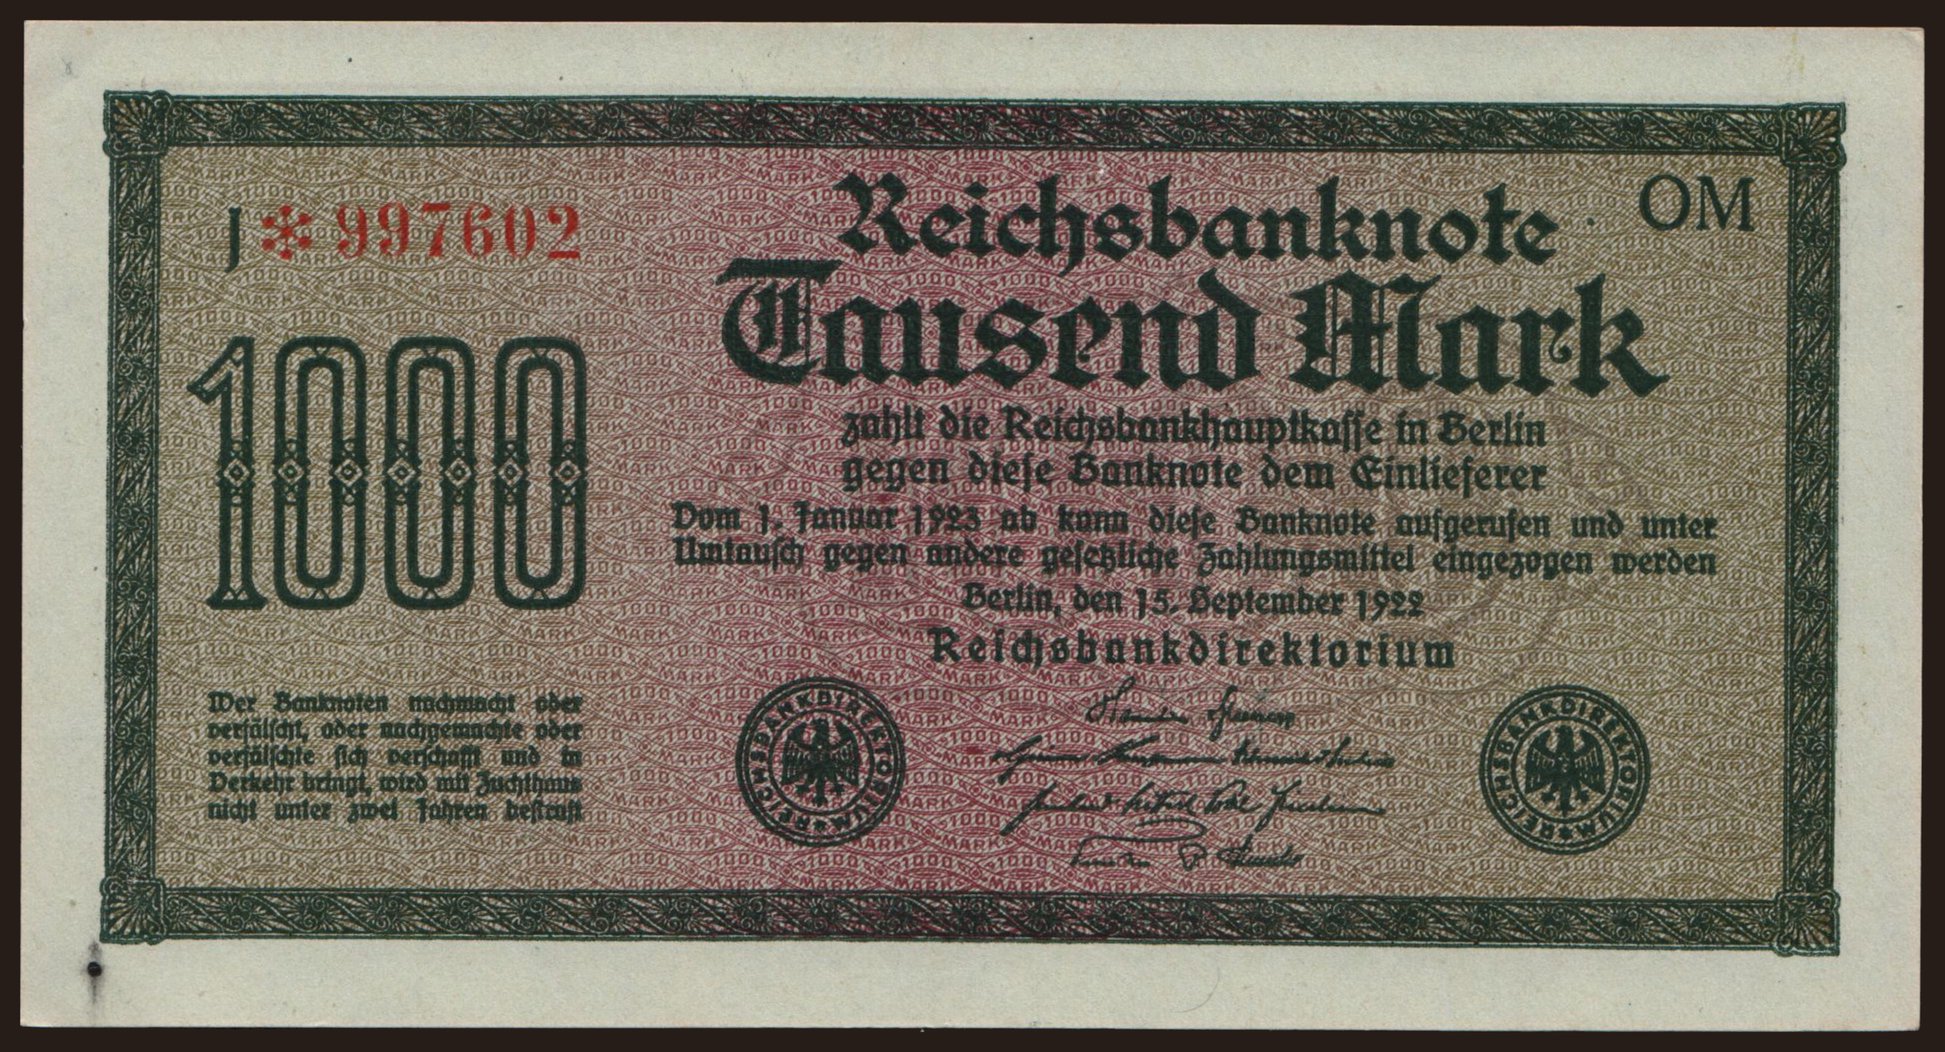 J * 997602
OM
Reichsbanknote
Tausend Mark
1000
zahlt die Reichsbankhauptkasse in Berlin
gegen diese Banknote dem Einlieferer
Vom 1. Januar 1923 ab kann diese Banknote aufgerufen und unter
Umtausch gegen andere gesetzliche Zahlungsmittel eingezogen werden
Berlin, den 15. September 1922
Reichsbankdirektorium
Wer Banknoten nachmacht oder
verfälscht, oder nachgemachte oder
verfälschte sich verschafft und in
Verkehr bringt, wird mit Zuchthaus
nicht unter zwei Jahren bestraft
REICHSBANKDIREKTORIUM
REICHSBANKDIREKTORIUM